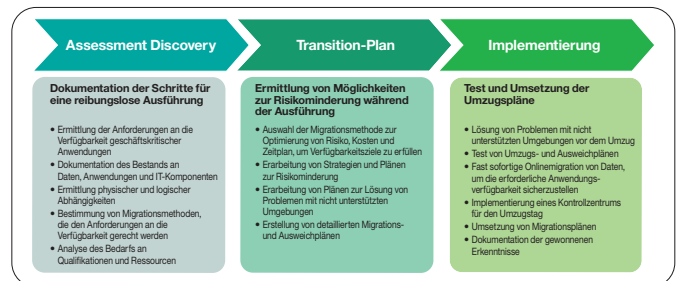 Assessment Discovery
Transition-Plan
Implementierung
Dokumentation der Schritte für
eine reibungslose Ausführung
• Ermittlung der Anforderungen an die
Verfügbarkeit geschäftskritischer
Anwendungen
• Dokumentation des Bestands an
Daten, Anwendungen und IT-Komponenten
• Ermittlung physischer und logischer
Abhängigkeiten
• Bestimmung von Migrationsmethoden,
die den Anforderungen an die
Verfügbarkeit gerecht werden
• Analyse des Bedarfs an
Qualifikationen und Ressourcen
Ermittlung von Möglichkeiten
zur Risikominderung während
der Ausführung
• Auswahl der Migrationsmethode zur
Optimierung von Risiko, Kosten und
Zeitplan, um Verfügbarkeitsziele zu erfüllen
• Erarbeitung von Strategien und Plänen
zur Risikominderung
• Erarbeitung von Plänen zur Lösung von
Problemen mit nicht unterstützten
Umgebungen
• Erstellung von detaillierten Migrations-
und Ausweichplänen
Test und Umsetzung der
Umzugspläne
• Lösung von Problemen mit nicht
unterstützten Umgebungen vor dem Umzug
• Test von Umzugs- und Ausweichplänen
• Fast sofortige Onlinemigration von Daten,
um die erforderliche Anwendungs-
verfügbarkeit sicherzustellen
• Implementierung eines Kontrollzentrums
für den Umzugstag
• Umsetzung von Migrationsplänen
• Dokumentation der gewonnenen
Erkenntnisse